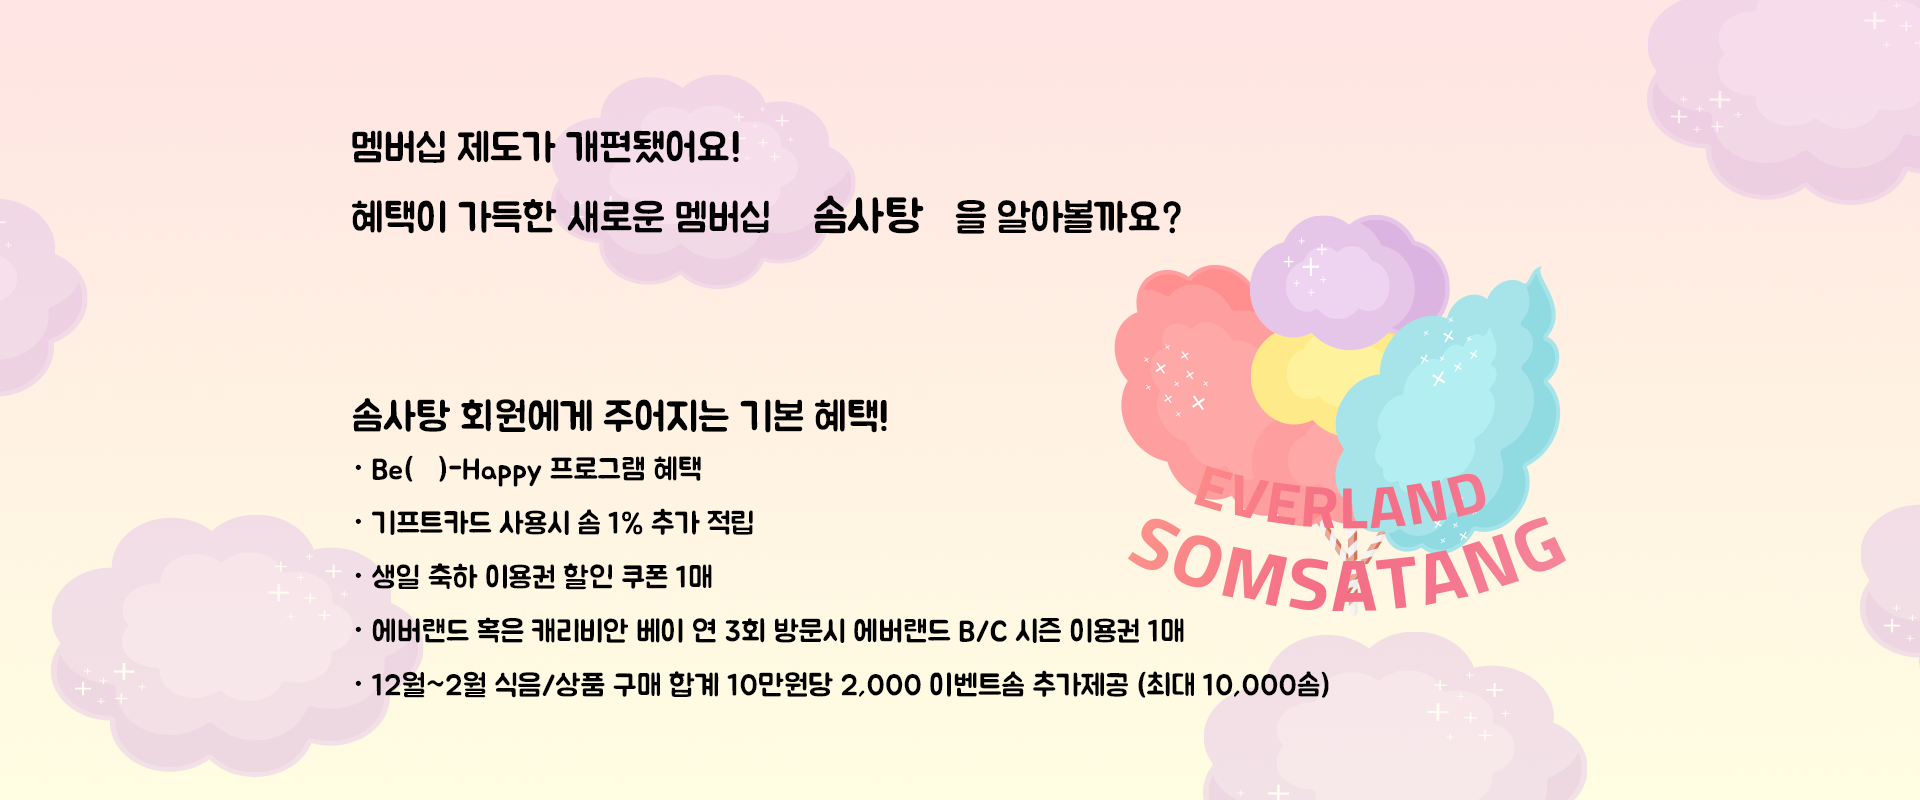 멤버십 제도가 개편됐어요!
혜택이 가득한 새로운 멤버십 솜사탕 을 알아볼까요?
솜사탕 회원에게 주어지는 기본 혜택!
· Be( )-Happy 프로그램 혜택
· 기프트카드 사용시 솜 1% 추가 적립
· 생일 축하 이용권 할인 쿠폰 1매
· 에버랜드 혹은 캐리비안 베이 연 3회 방문시 에버랜드 B/C 시즌 이용권 1매
· 12월~2월 식음/상품 구매 합계 10만원당 2,000 이벤트솜 추가제공 (최대 10,000솜)
EVERLAND
SOMSATANG